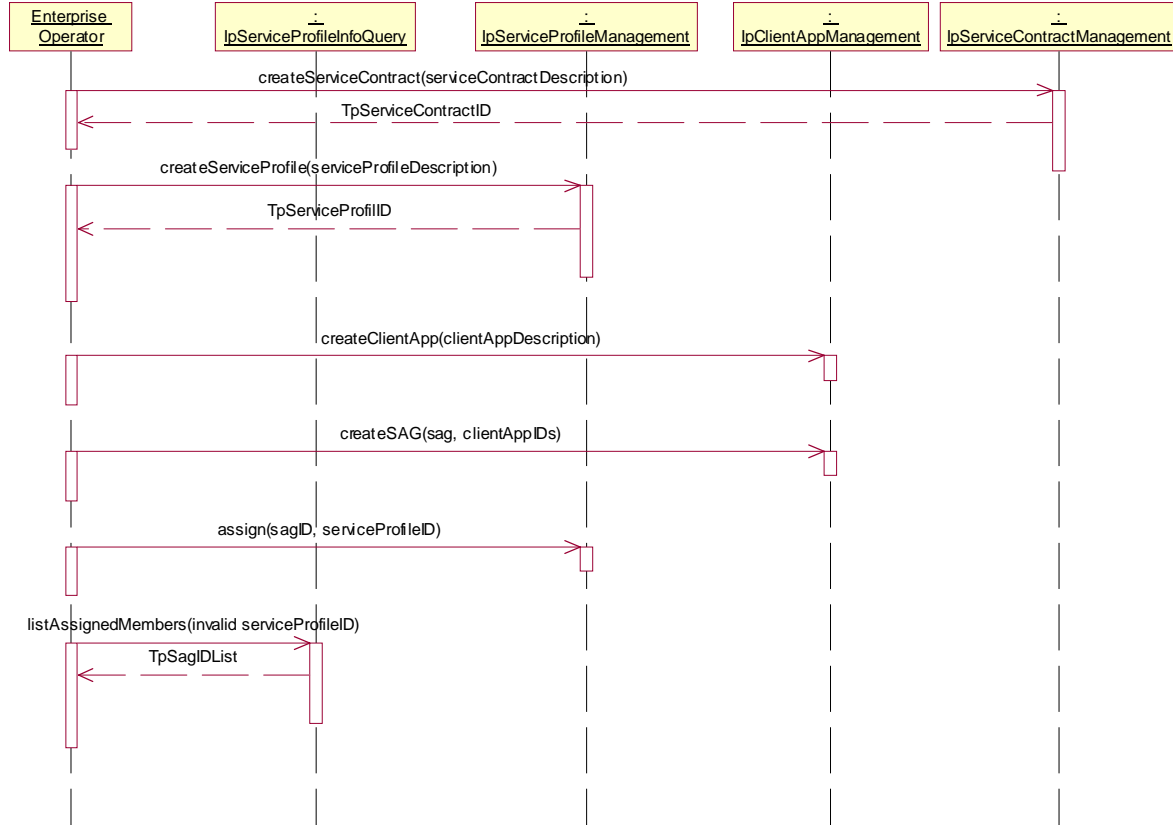 Enterprise
Operator
:
IpServiceProfileInfoQuery
:
IpServiceProfileManagement
:
IpClientAppManagement
:
IpServiceContractManagement
createServiceContract(serviceContractDescription)
TpServiceContractID
createServiceProfile(serviceProfileDescription)
TpServiceProfilID
createClientApp(clientAppDescription)
createSAG(sag, clientAppIDs)
assign(sagID, serviceProfileID)
listAssignedMembers(invalid serviceProfileID)
TpSagIDList